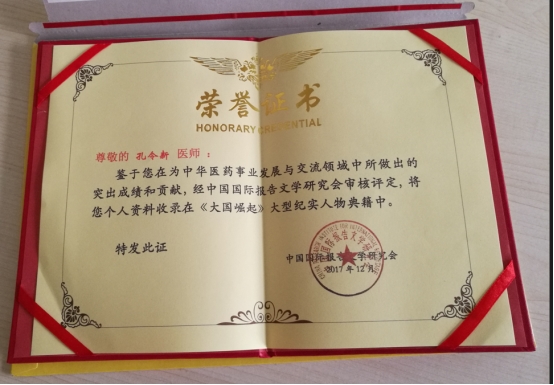 荣誉证书
HONORARY CREDENTIAL
尊敬的 孔令新 医师：
鉴于您在为中华医药事业发展与交流领域中所做出的
突出成绩和贡献，经中国国际报告文学研究会审核评定，将
您个人资料收录在《大国崛起》大型纪实人物典籍中。
特发此证
中国国际报告文学研究会
2017年12月